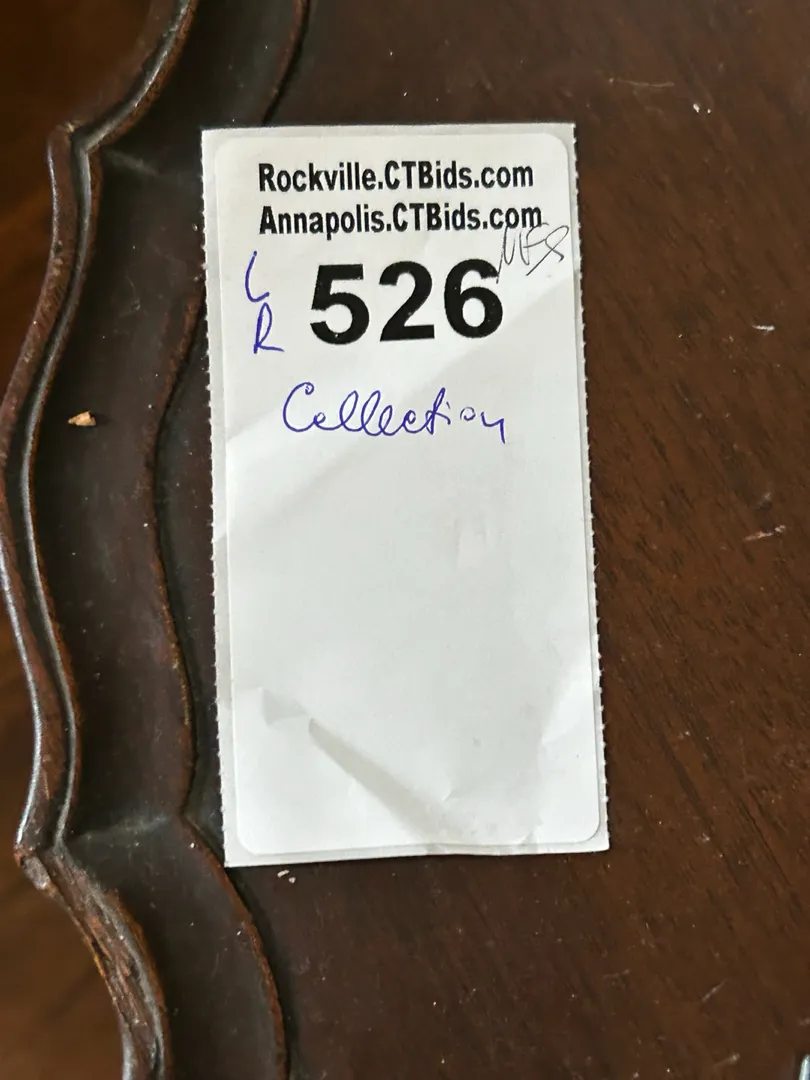 Rockville.CTBids.com
Annapolis.CTBids.com
L
R
526
Collection